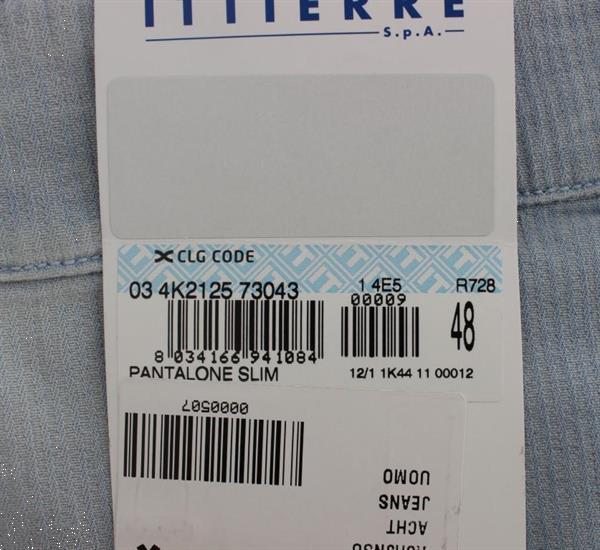 ITTIERRE
S.p.A.
CLG CODE
03 4K2125 73043 1 4E5 R728
00009
48
8 034166 941084
PANTALONE SLIM 12/1 1K44 11 00012
0000507
UOMO
JEANS
ACHT